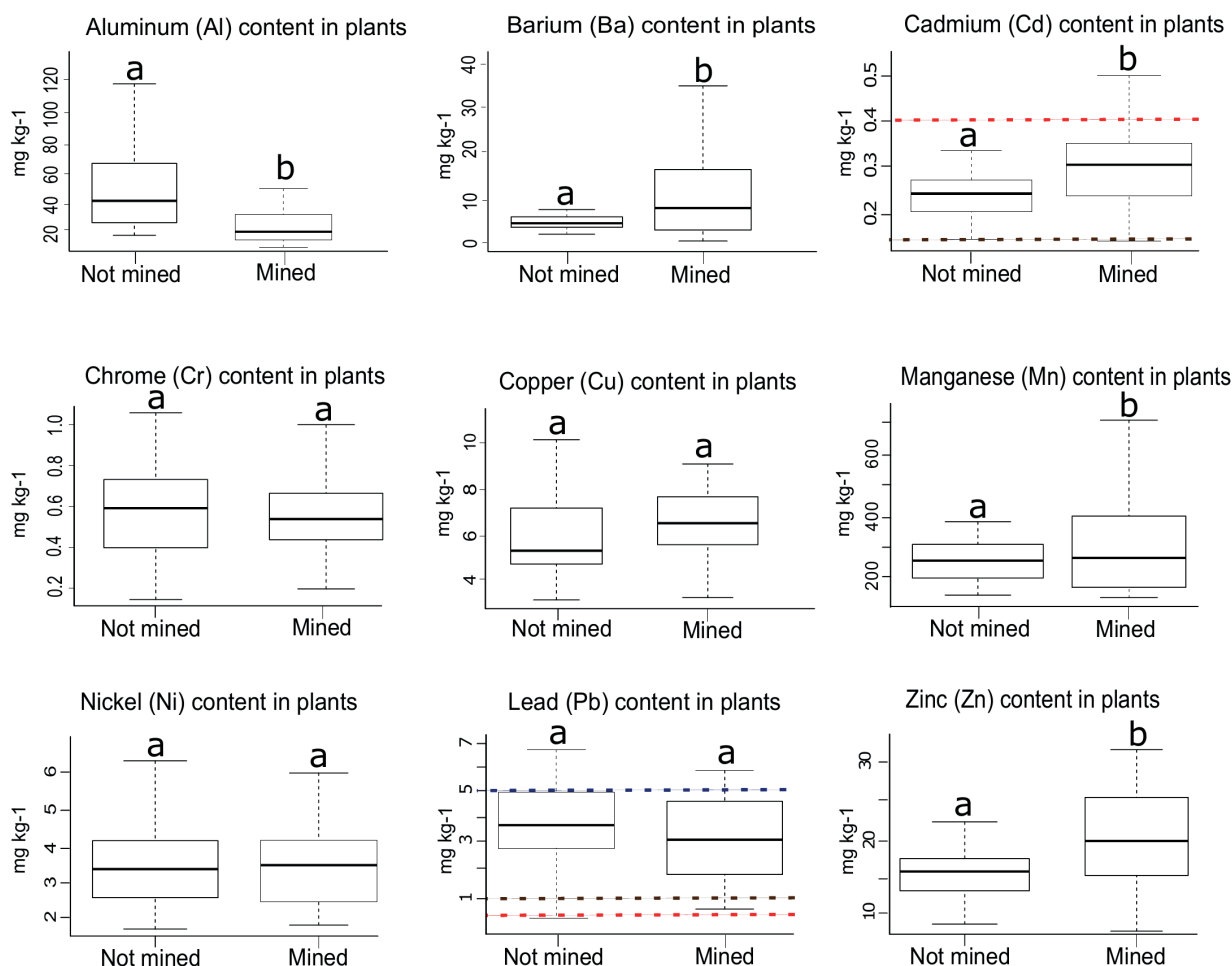 Aluminum (Al) content in plants
mg kg-1
120
100
80
60
40
20
a
b
Not mined
Mined
Barium (Ba) content in plants
mg kg-1
40
30
20
10
0
a
b
Not mined
Mined
Cadmium (Cd) content in plants
mg kg-1
0.5
0.4
0.3
0.2
a
b
Not mined
Mined
Chrome (Cr) content in plants
mg kg-1
1.0
0.8
0.6
0.4
0.2
a
a
Not mined
Mined
Copper (Cu) content in plants
mg kg-1
10
8
6
4
a
a
Not mined
Mined
Manganese (Mn) content in plants
mg kg-1
600
400
200
a
b
Not mined
Mined
Nickel (Ni) content in plants
mg kg-1
6
5
4
3
2
a
a
Not mined
Mined
Lead (Pb) content in plants
mg kg-1
7
5
3
1
a
a
Not mined
Mined
Zinc (Zn) content in plants
mg kg-1
30
20
10
a
b
Not mined
Mined